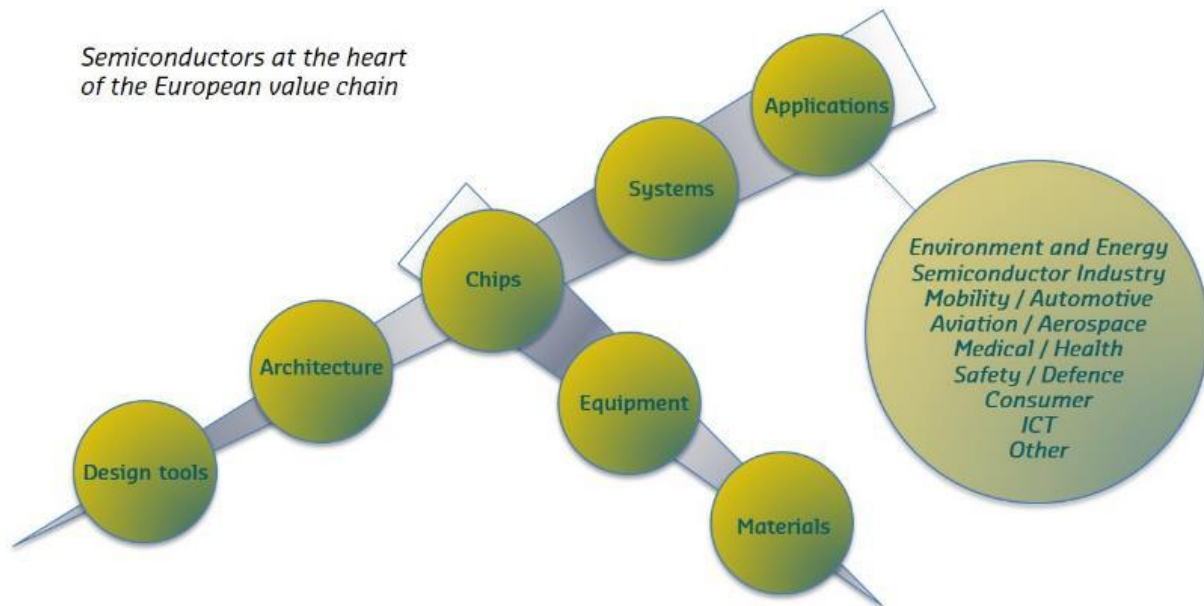 Semiconductors at the heart
of the European value chain
Applications
Systems
Chips
Architecture
Design tools
Equipment
Materials
Environment and Energy
Semiconductor Industry
Mobility / Automotive
Aviation / Aerospace
Medical / Health
Safety / Defence
Consumer
ICT
Other